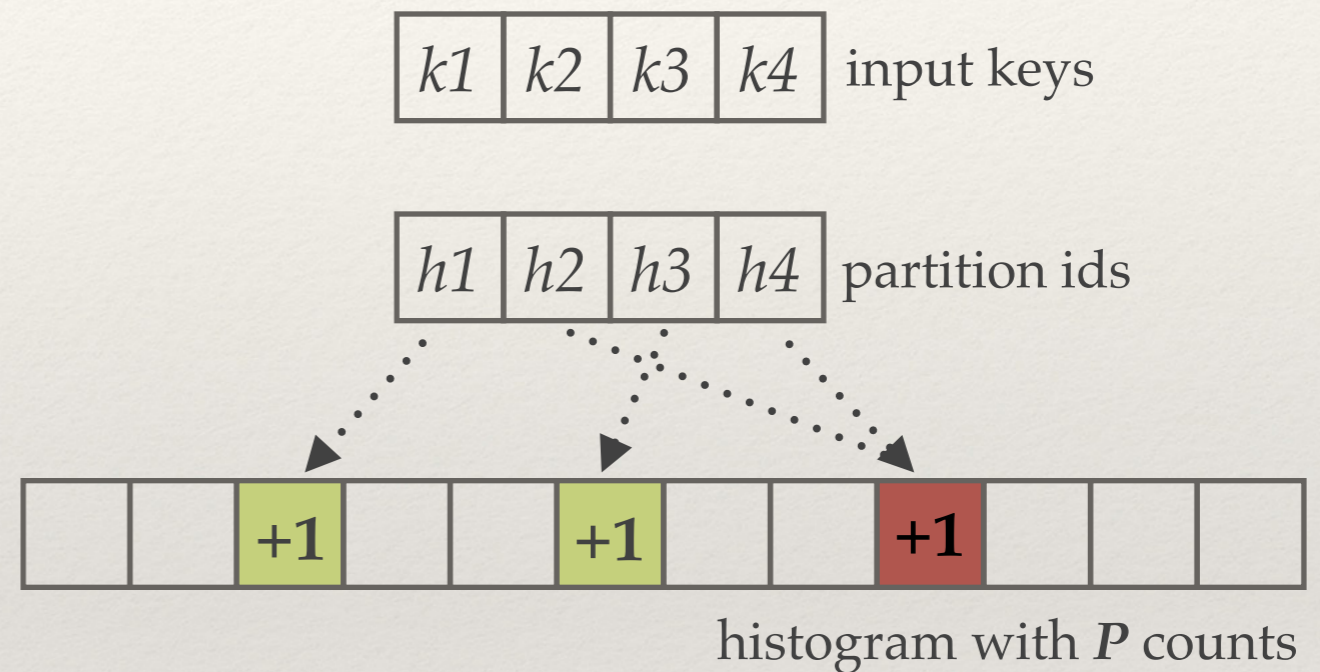 k1 k2 k3 k4 input keys
h1 h2 h3 h4 partition ids
+1 +1 +1
histogram with P counts